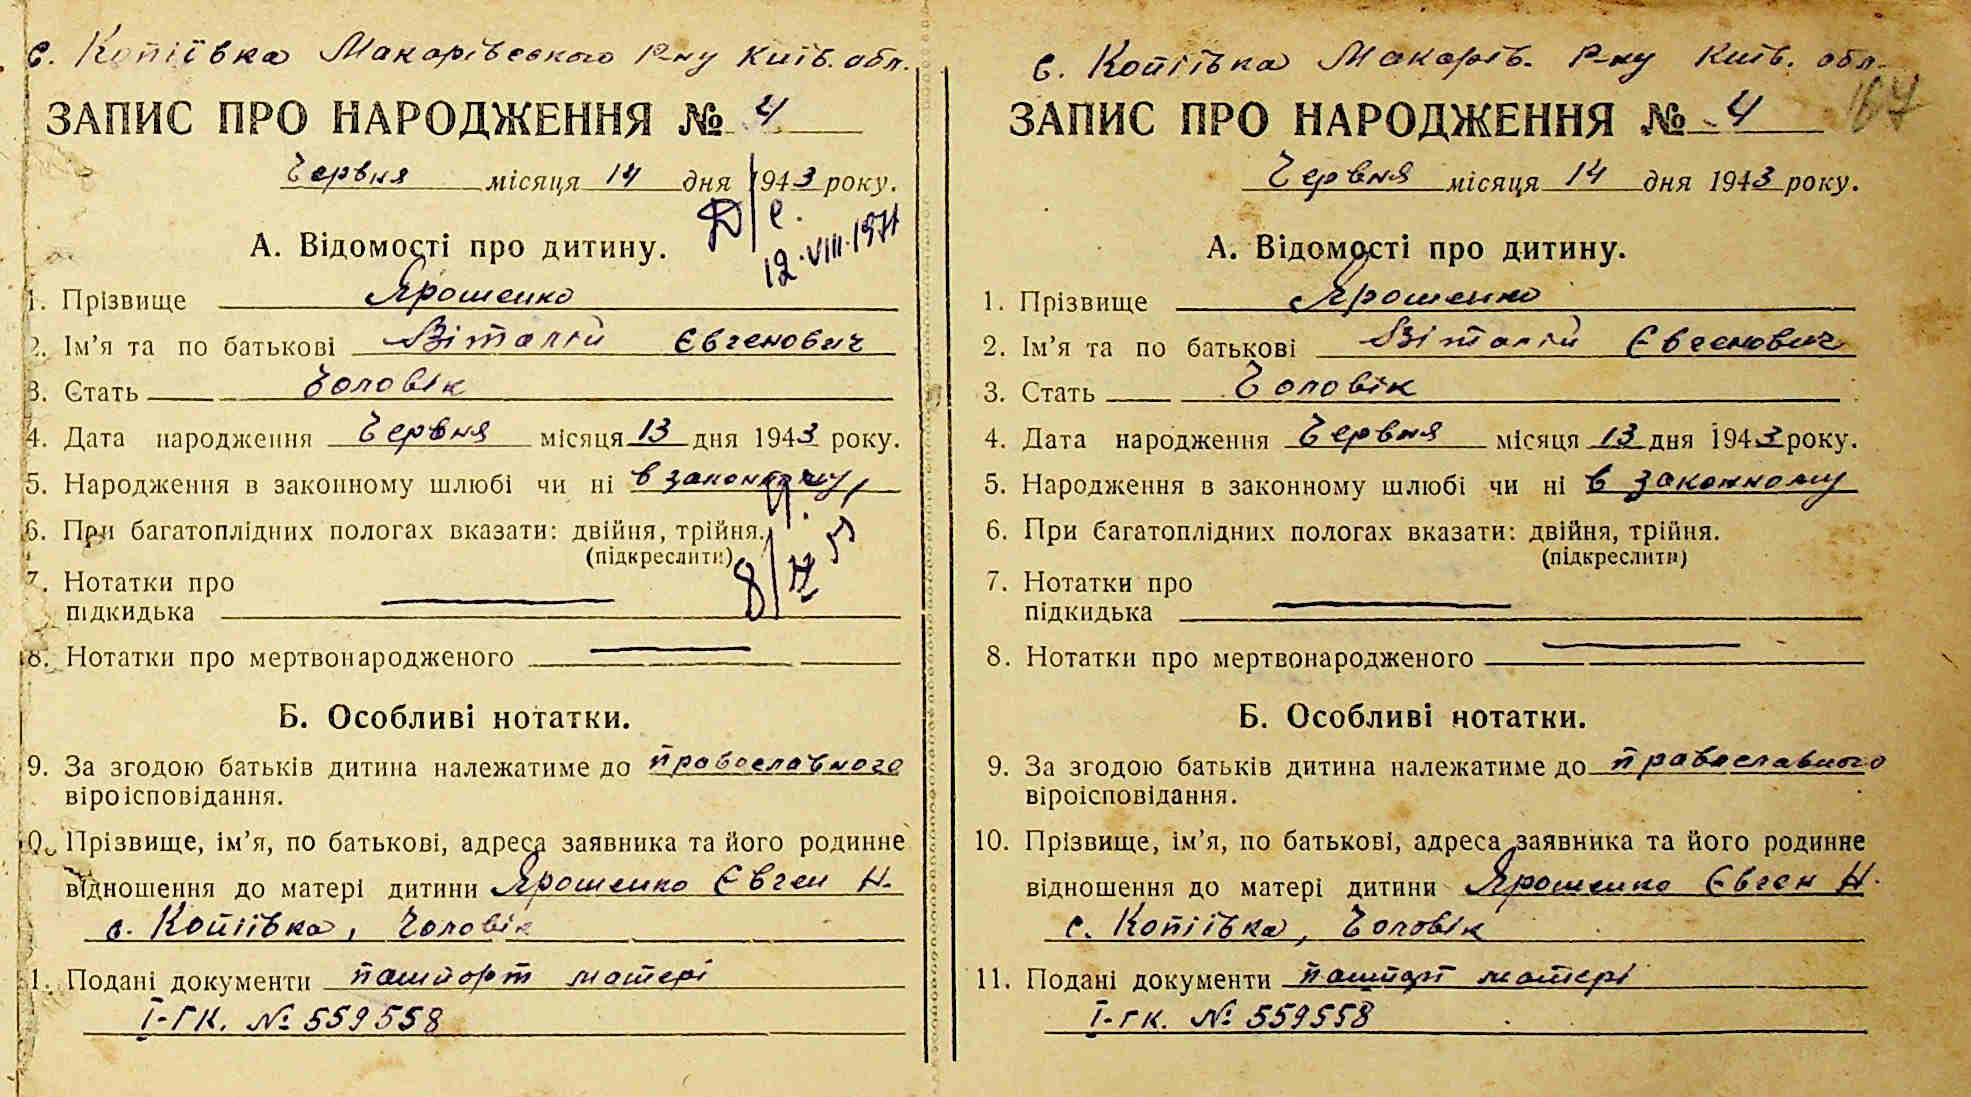 с. Копіївка Макарівського р-ну Київ. обл.
ЗАПИС ПРО НАРОДЖЕННЯ № 4
Червня місяця 14 дня 1943 року.
12.VIII.1971
А. Відомості про дитину.
1. Прізвище Ярошенко
2. Ім'я та по батькові Віталій Євгенович
3. Стать Чоловік
4. Дата народження Червня місяця 13 дня 1943 року.
5. Народження в законному шлюбі чи ні в законному
6. При багатоплідних пологах вказати: двійня, трійня.
(підкреслити)
7. Нотатки про
підкидька
8. Нотатки про мертвонародженого
Б. Особливі нотатки.
9. За згодою батьків дитина належатиме до православного
віроісповідання.
10. Прізвище, ім'я, по батькові, адреса заявника та його родинне
відношення до матері дитини Ярошенко Євген Н.
с. Копіївка, Чоловік
1. Подані документи пашпорт матері
І-ГК. № 559558
с. Копіївка Макарів. р-ну Київ. обл.
ЗАПИС ПРО НАРОДЖЕННЯ № 4
167
Червня місяця 14 дня 1943 року.
А. Відомості про дитину.
1. Прізвище Ярошенко
2. Ім'я та по батькові Віталій Євгенович
3. Стать Чоловік
4. Дата народження Червня місяця 13 дня 1943 року.
5. Народження в законному шлюбі чи ні в законному
6. При багатоплідних пологах вказати: двійня, трійня.
(підкреслити)
7. Нотатки про
підкидька
8. Нотатки про мертвонародженого
Б. Особливі нотатки.
9. За згодою батьків дитина належатиме до православного
віроісповідання.
10. Прізвище, ім'я, по батькові, адреса заявника та його родинне
відношення до матері дитини Ярошенко Євген Н.
с. Копіївка, Чоловік
11. Подані документи пашпорт матері
І-ГК. № 559558